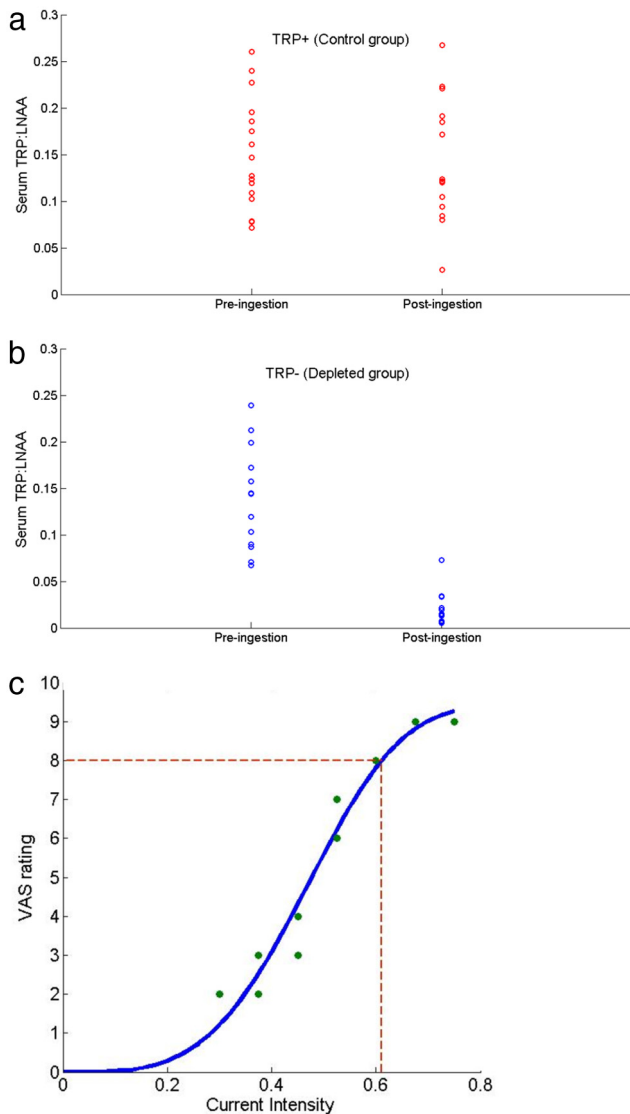 a
TRP+ (Control group)
Serum TRP:LNAA
0.3
0.25
0.2
0.15
0.1
0.05
0
Pre-ingestion Post-ingestion
b
TRP- (Depleted group)
Serum TRP:LNAA
0.3
0.25
0.2
0.15
0.1
0.05
0
Pre-ingestion Post-ingestion
c
VAS rating
10
9
8
7
6
5
4
3
2
1
0
0 0.2 0.4 0.6 0.8
Current Intensity